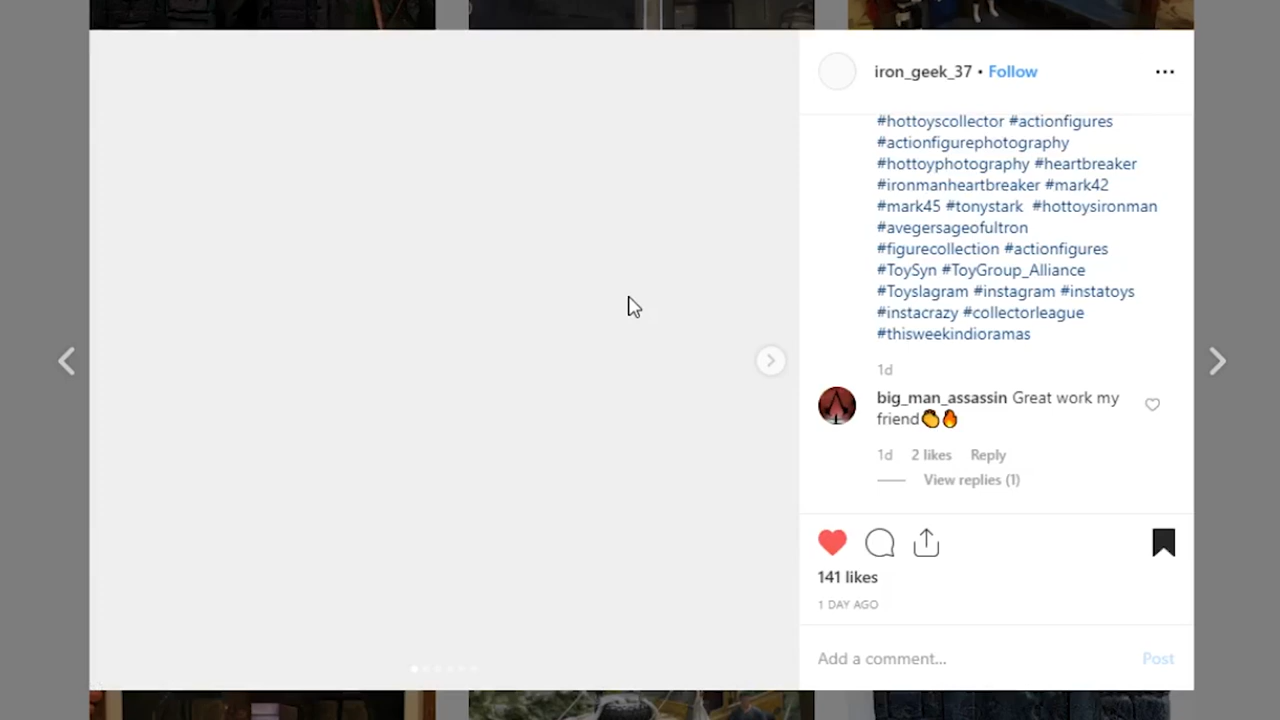 iron_geek_37 • Follow
#hottoyscollector #actionfigures
#actionfigurephotography
#hottoyphotography #heartbreaker
#ironmanheartbreaker #mark42
#mark45 #tonystark #hottoysironman
#avegersageofultron
#figurecollection #actionfigures
#ToySyn #ToyGroup_Alliance
#Toyslagram #instagram #instatoys
#instacrazy #collectorleague
#thisweekindioramas
1d
big_man_assassin Great work my
friend👏🔥
1d 2 likes Reply
View replies (1)
141 likes
1 DAY AGO
Add a comment... Post